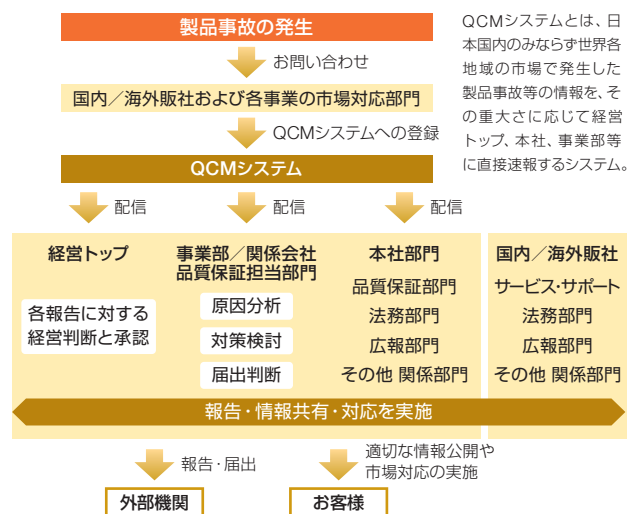 製品事故の発生
お問い合わせ
国内／海外販社および各事業の市場対応部門
QCMシステムへの登録
QCMシステム
QCMシステムとは、日
本国内のみならず世界各
地域の市場で発生した
製品事故等の情報を、そ
の重大さに応じて経営
トップ、本社、事業部等
に直接速報するシステム。
配信
配信
配信
経営トップ
各報告に対する
経営判断と承認
事業部／関係会社
品質保証担当部門
原因分析
対策検討
届出判断
本社部門
品質保証部門
法務部門
広報部門
その他 関係部門
国内／海外販社
サービス・サポート
法務部門
広報部門
その他 関係部門
報告・情報共有・対応を実施
報告・届出
適切な情報公開や
市場対応の実施
外部機関
お客様